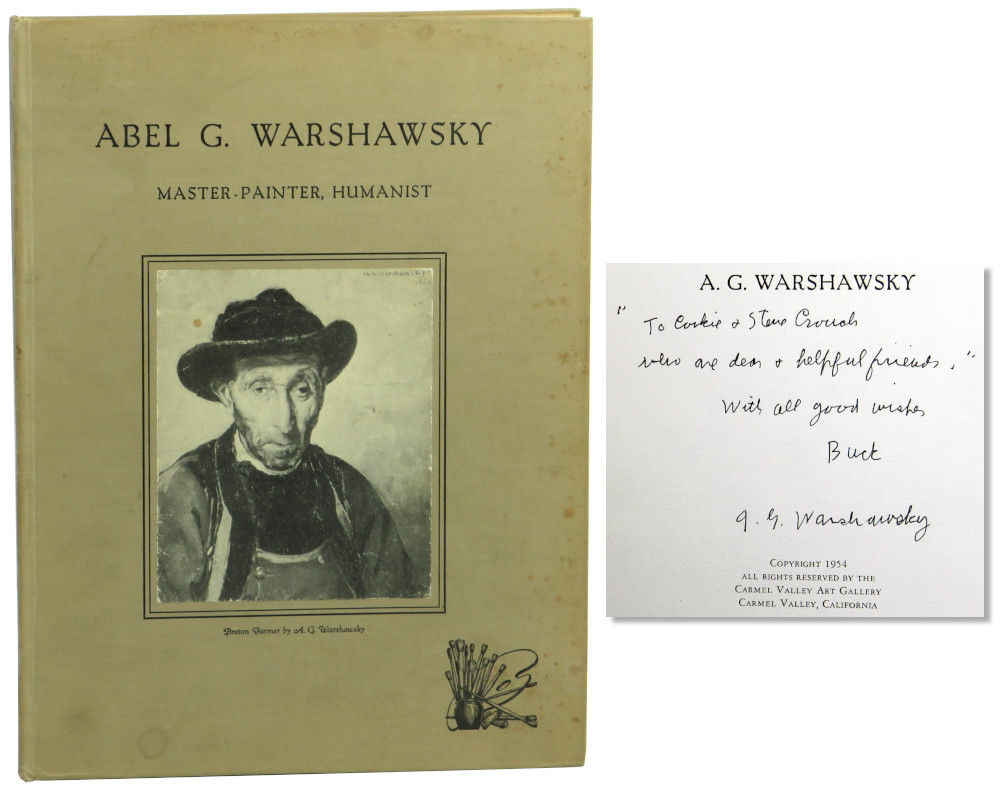 ABEL G. WARSHAWSKY
MASTER-PAINTER, HUMANIST
A. G. Warshawsky
Breton Farmer by A. G. Warshawsky
A. G. WARSHAWSKY
"To Corkie & Steve Crouch
who are dear & helpful friends."
With all good wishes
Buck
A. G. Warshawsky
COPYRIGHT 1954
ALL RIGHTS RESERVED BY THE
CARMEL VALLEY ART GALLERY
CARMEL VALLEY, CALIFORNIA